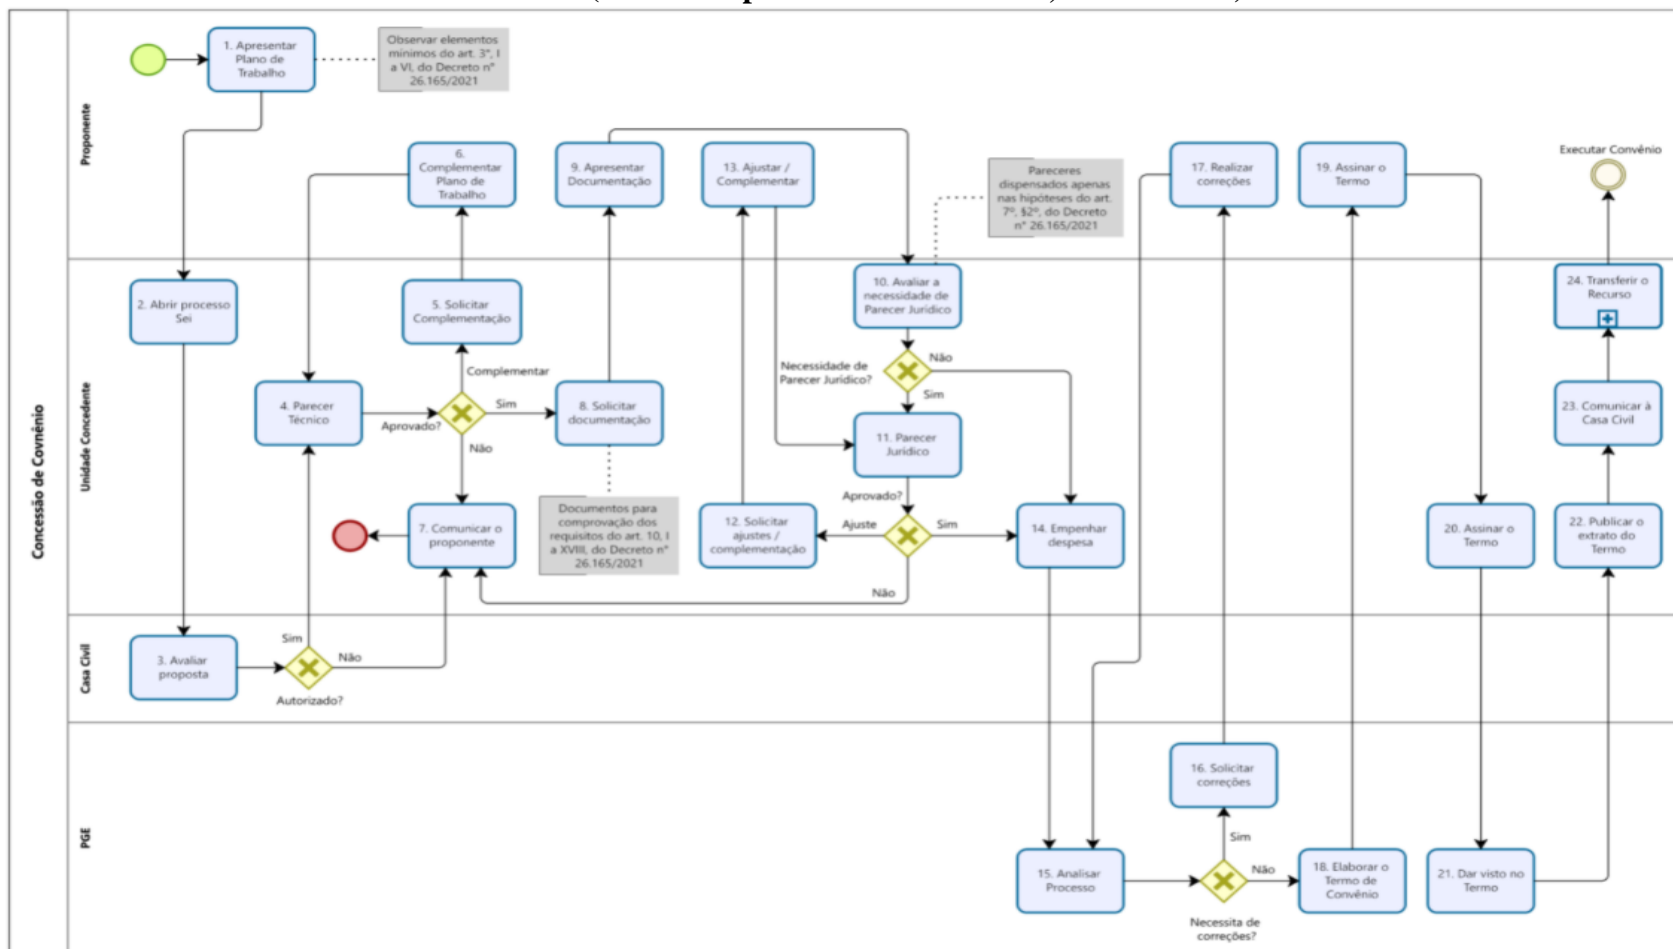 Concessão de Covnênio
Proponente
1. Apresentar
Plano de
Trabalho
Observar elementos
mínimos do art. 3°, I
a VI, do Decreto n°
26.165/2021
6.
Complementar
Plano de
Trabalho
9. Apresentar
Documentação
13. Ajustar /
Complementar
Pareceres
dispensados apenas
nas hipóteses do art.
7º, §2º, do Decreto
n° 26.165/2021
17. Realizar
correções
19. Assinar o
Termo
Executar Convênio
Unidade Concedente
2. Abrir processo
Sei
4. Parecer
Técnico
5. Solicitar
Complementação
Complementar
Aprovado?
Sim
Não
8. Solicitar
documentação
7. Comunicar o
proponente
Documentos para
comprovação dos
requisitos do art. 10, I
a XVIII, do Decreto n°
26.165/2021
10. Avaliar a
necessidade de
Parecer Jurídico
Necessidade de
Parecer Jurídico?
Não
Sim
11. Parecer
Jurídico
Aprovado?
Ajuste
Sim
Não
12. Solicitar
ajustes /
complementação
14. Empenhar
despesa
20. Assinar o
Termo
24. Transferir o
Recurso
23. Comunicar à
Casa Civil
22. Publicar o
extrato do
Termo
Casa Civil
3. Avaliar
proposta
Sim
Não
Autorizado?
PGE
15. Analisar
Processo
16. Solicitar
correções
Sim
Não
Necessita de
correções?
18. Elaborar o
Termo de
Convênio
21. Dar visto no
Termo